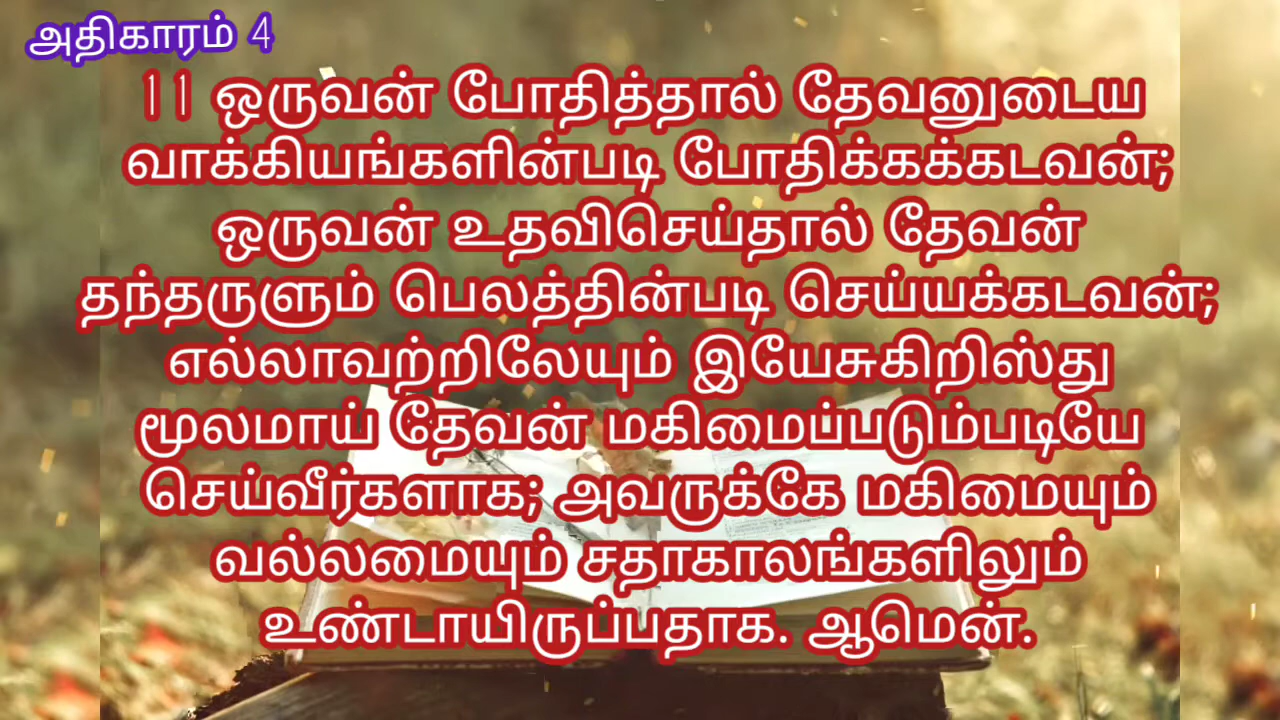 அதிகாரம் 4
11 ஒருவன் போதித்தால் தேவனுடைய
வாக்கியங்களின்படி போதிக்கக்கடவன்;
ஒருவன் உதவிசெய்தால் தேவன்
தந்தருளும் பெலத்தின்படி செய்யக்கடவன்;
எல்லாவற்றிலேயும் இயேசுகிறிஸ்து
மூலமாய் தேவன் மகிமைப்படும்படியே
செய்வீர்களாக; அவருக்கே மகிமையும்
வல்லமையும் சதாகாலங்களிலும்
உண்டாயிருப்பதாக. ஆமென்.